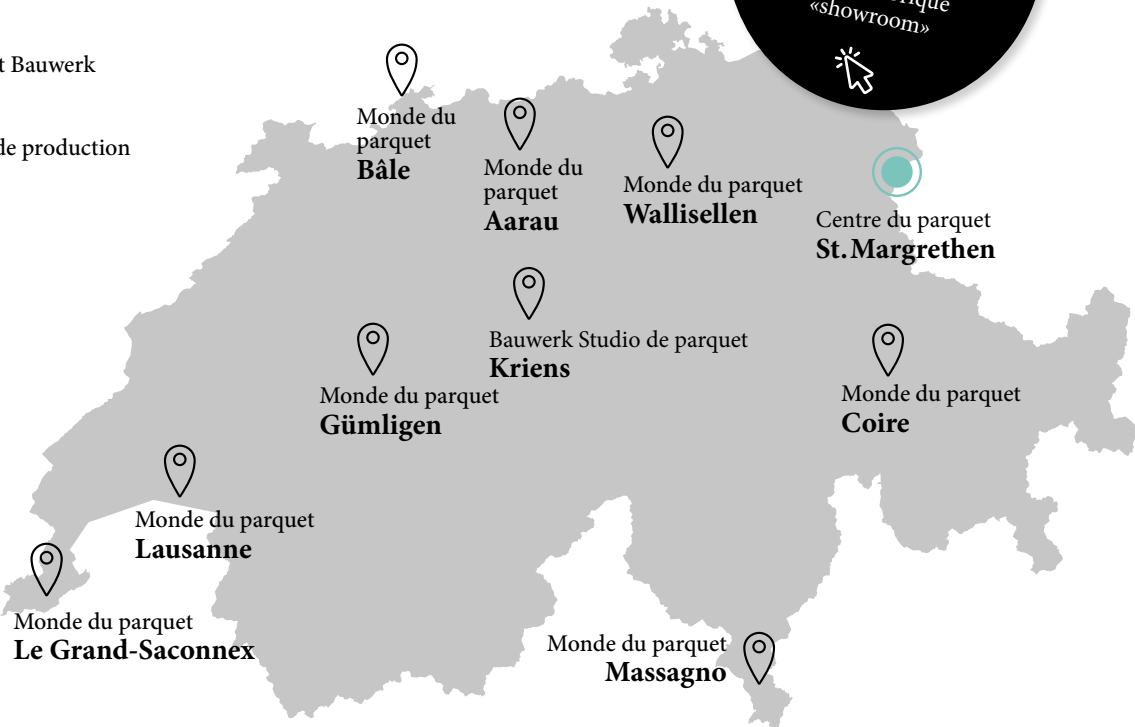 «showroom»
t Bauwerk
de production
Monde du
parquet
Bâle
Monde du
parquet
Aarau
Monde du parquet
Wallisellen
Centre du parquet
St. Margrethen
Bauwerk Studio de parquet
Kriens
Monde du parquet
Gümligen
Monde du parquet
Coire
Monde du parquet
Lausanne
Monde du parquet
Le Grand-Saconnex
Monde du parquet
Massagno